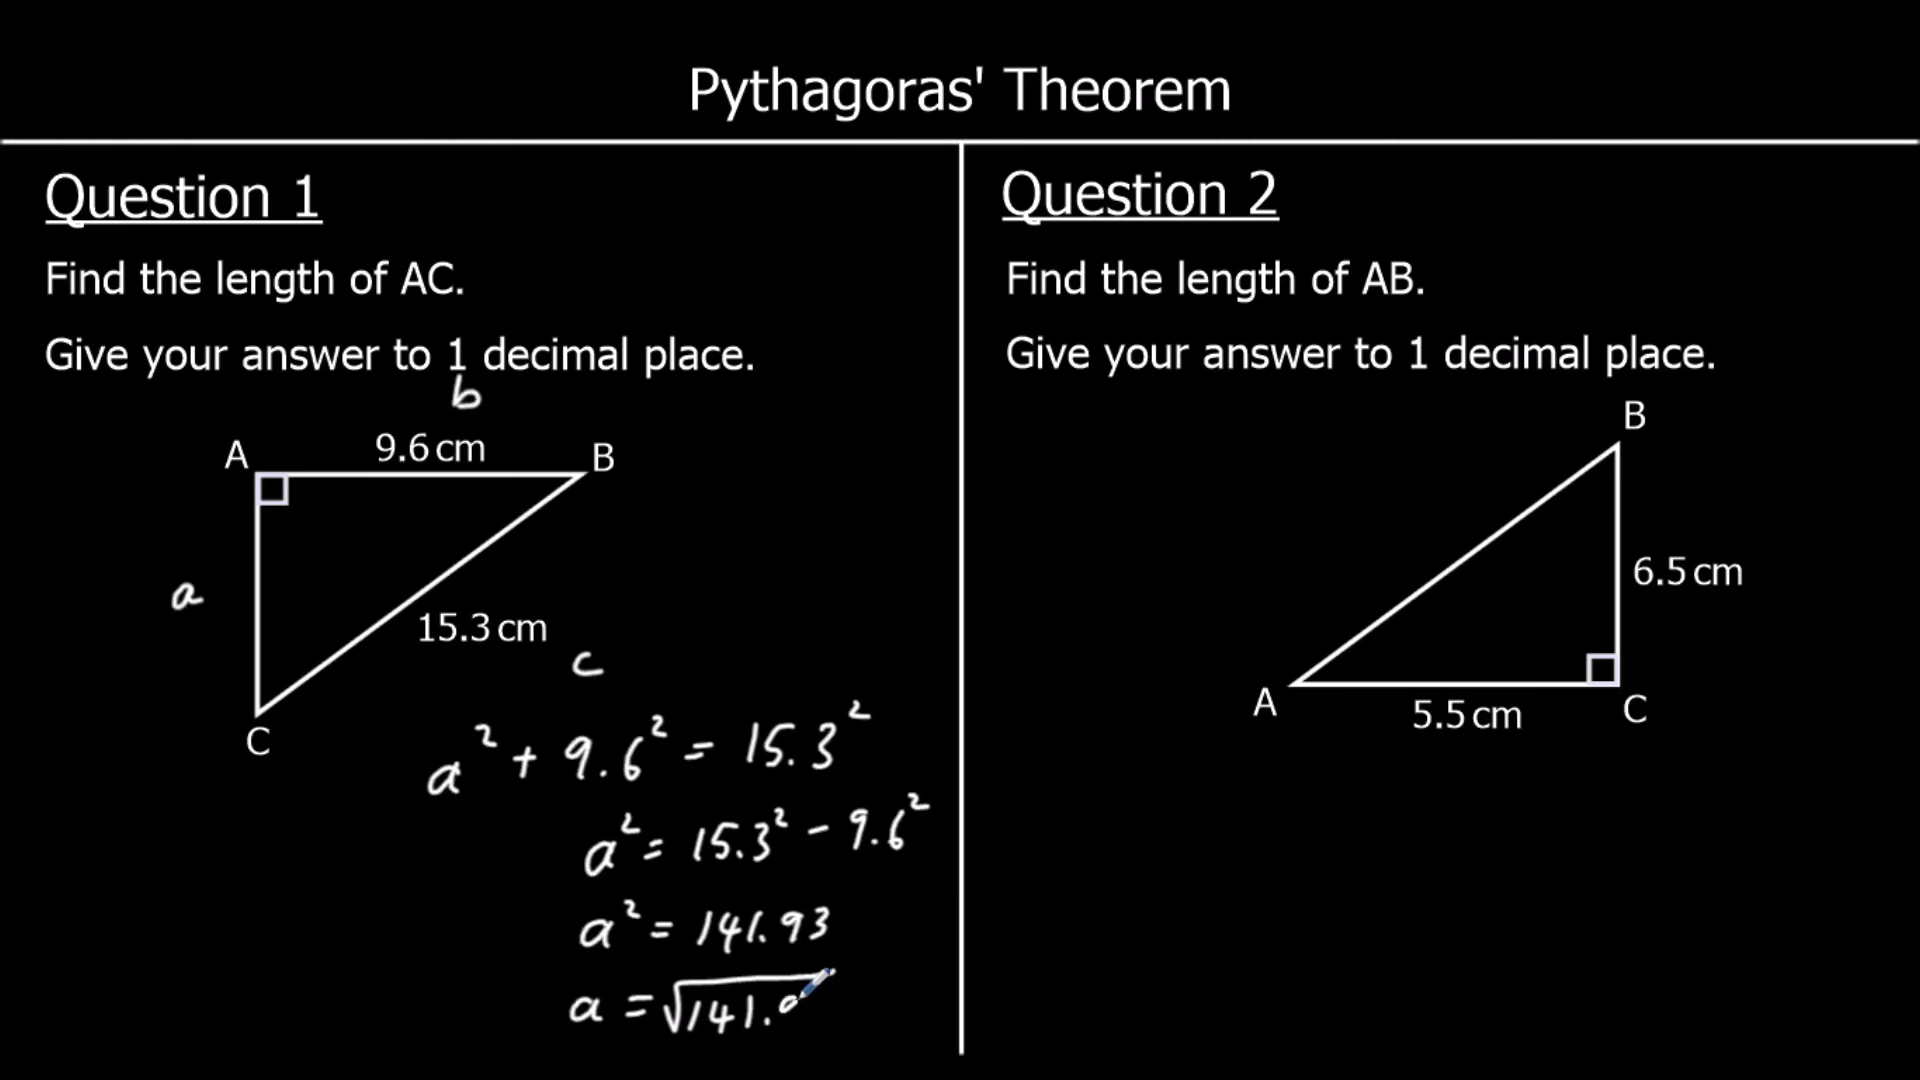 Pythagoras' Theorem
Question 1
Find the length of AC.
Give your answer to 1 decimal place.
b
A
9.6 cm
B
a
15.3 cm
c
C
a² + 9.6² = 15.3²
a² = 15.3² - 9.6²
a² = 141.93
a = √141.
Question 2
Find the length of AB.
Give your answer to 1 decimal place.
B
6.5 cm
A
5.5 cm
C